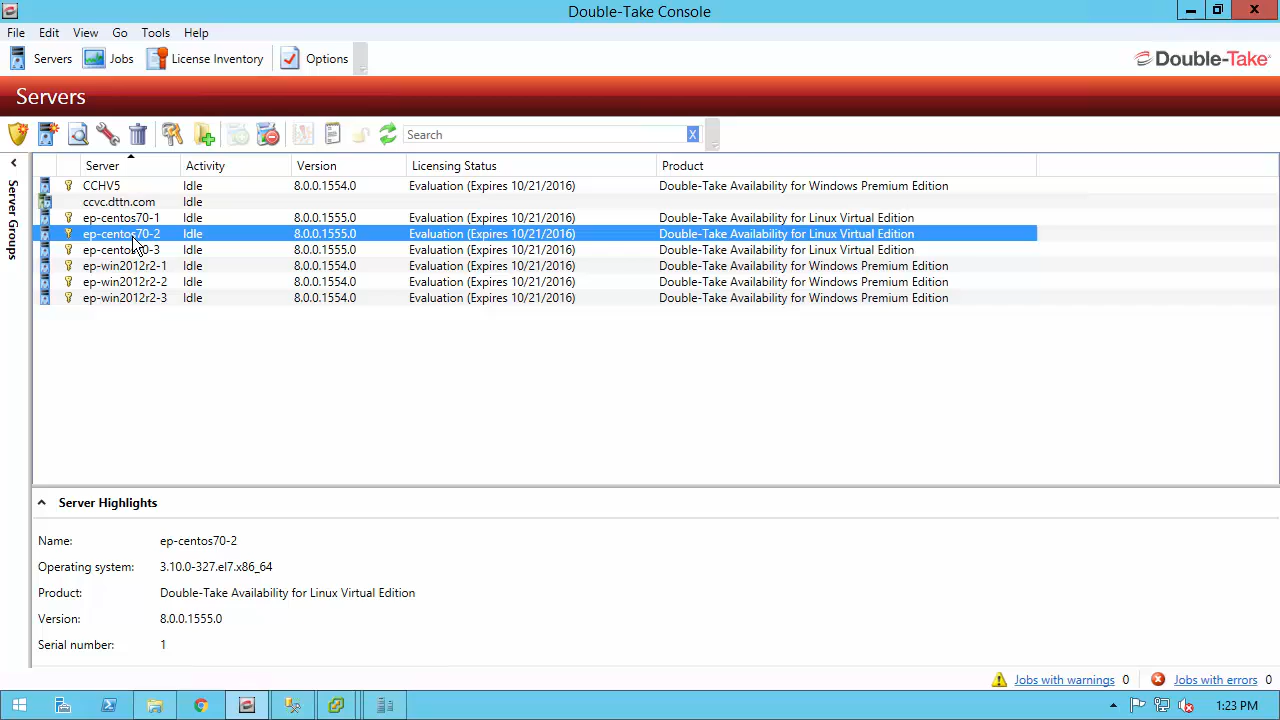 Double-Take Console
File Edit View Go Tools Help
Servers Jobs License Inventory Options
Double-Take
Servers
Search X
Server Activity Version Licensing Status Product
CCHV5 Idle 8.0.0.1554.0 Evaluation (Expires 10/21/2016) Double-Take Availability for Windows Premium Edition
ccvc.dttn.com Idle
ep-centos70-1 Idle 8.0.0.1555.0 Evaluation (Expires 10/21/2016) Double-Take Availability for Linux Virtual Edition
ep-centos70-2 Idle 8.0.0.1555.0 Evaluation (Expires 10/21/2016) Double-Take Availability for Linux Virtual Edition
ep-centos70-3 Idle 8.0.0.1555.0 Evaluation (Expires 10/21/2016) Double-Take Availability for Linux Virtual Edition
ep-win2012r2-1 Idle 8.0.0.1554.0 Evaluation (Expires 10/21/2016) Double-Take Availability for Windows Premium Edition
ep-win2012r2-2 Idle 8.0.0.1554.0 Evaluation (Expires 10/21/2016) Double-Take Availability for Windows Premium Edition
ep-win2012r2-3 Idle 8.0.0.1554.0 Evaluation (Expires 10/21/2016) Double-Take Availability for Windows Premium Edition
Server Groups
Server Highlights
Name: ep-centos70-2
Operating system: 3.10.0-327.el7.x86_64
Product: Double-Take Availability for Linux Virtual Edition
Version: 8.0.0.1555.0
Serial number: 1
Jobs with warnings 0 Jobs with errors 0
1:23 PM